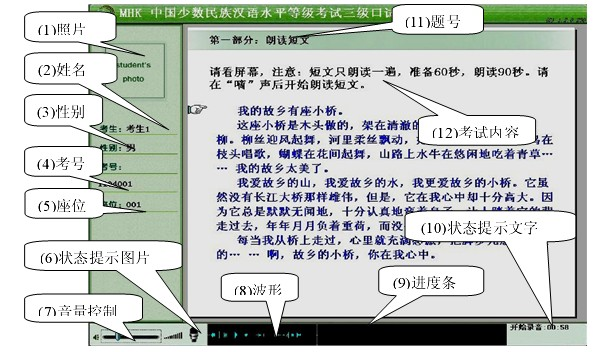 MHK 中国少数民族汉语水平等级考试三级口试
(1)照片
(2)姓名
(3)性别
(4)考号
(5)座位
(6)状态提示图片
(7)音量控制
(8)波形
(9)进度条
(10)状态提示文字
(11)题号
(12)考试内容
student's
photo
考生：考生1
性别：男
001
第一部分：朗读短文
请看屏幕，注意：短文只朗读一遍，准备60秒，朗读90秒。请
在“嘀”声后开始朗读短文。
我的故乡有座小桥。
这座小桥是木头做的，架在清澈的
柳。柳丝迎风起舞，河里柔丝飘动，
枝头唱歌，蝴蝶在花间起舞，山路上水牛在悠闲地吃着青草…
… 我的故乡太美了。
我爱故乡的山，我爱故乡的水，我更爱故乡的小桥。它虽
然没有长江大桥那样雄伟，但是，它在我心中却十分高大。因
为它总是默默无闻地，十分认真地
走过去，年年月月负着重荷，而没
每当我从桥上走过，心里就充满
的… … 啊，故乡的小桥，你在我心中。
开始录音:00:58